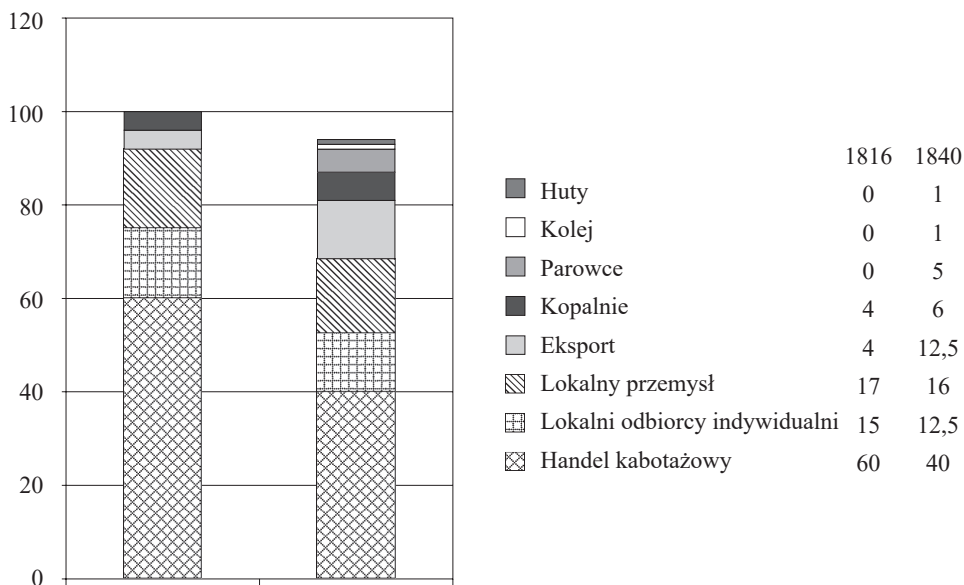 120
100
80
60
40
20
0
1816 1840
Huty 0 1
Kolej 0 1
Parowce 0 5
Kopalnie 4 6
Eksport 4 12,5
Lokalny przemysł 17 16
Lokalni odbiorcy indywidualni 15 12,5
Handel kabotażowy 60 40